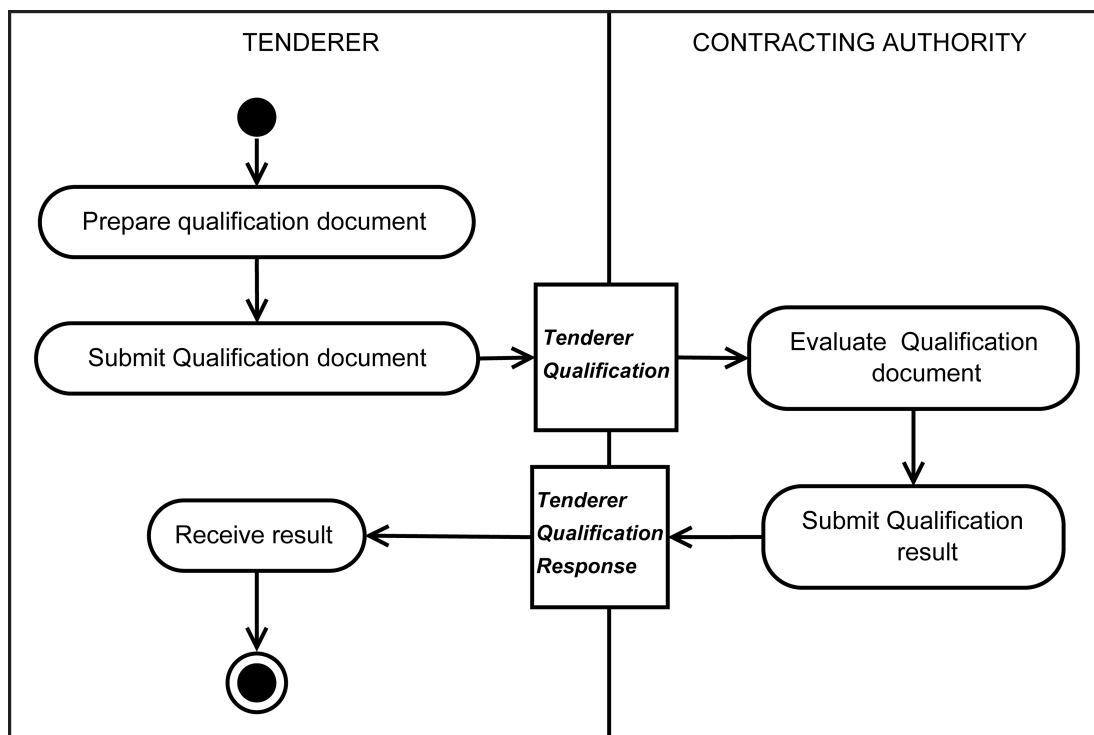 TENDERER
CONTRACTING AUTHORITY
Prepare qualification document
Submit Qualification document
Tenderer
Qualification
Evaluate Qualification
document
Submit Qualification
result
Tenderer
Qualification
Response
Receive result